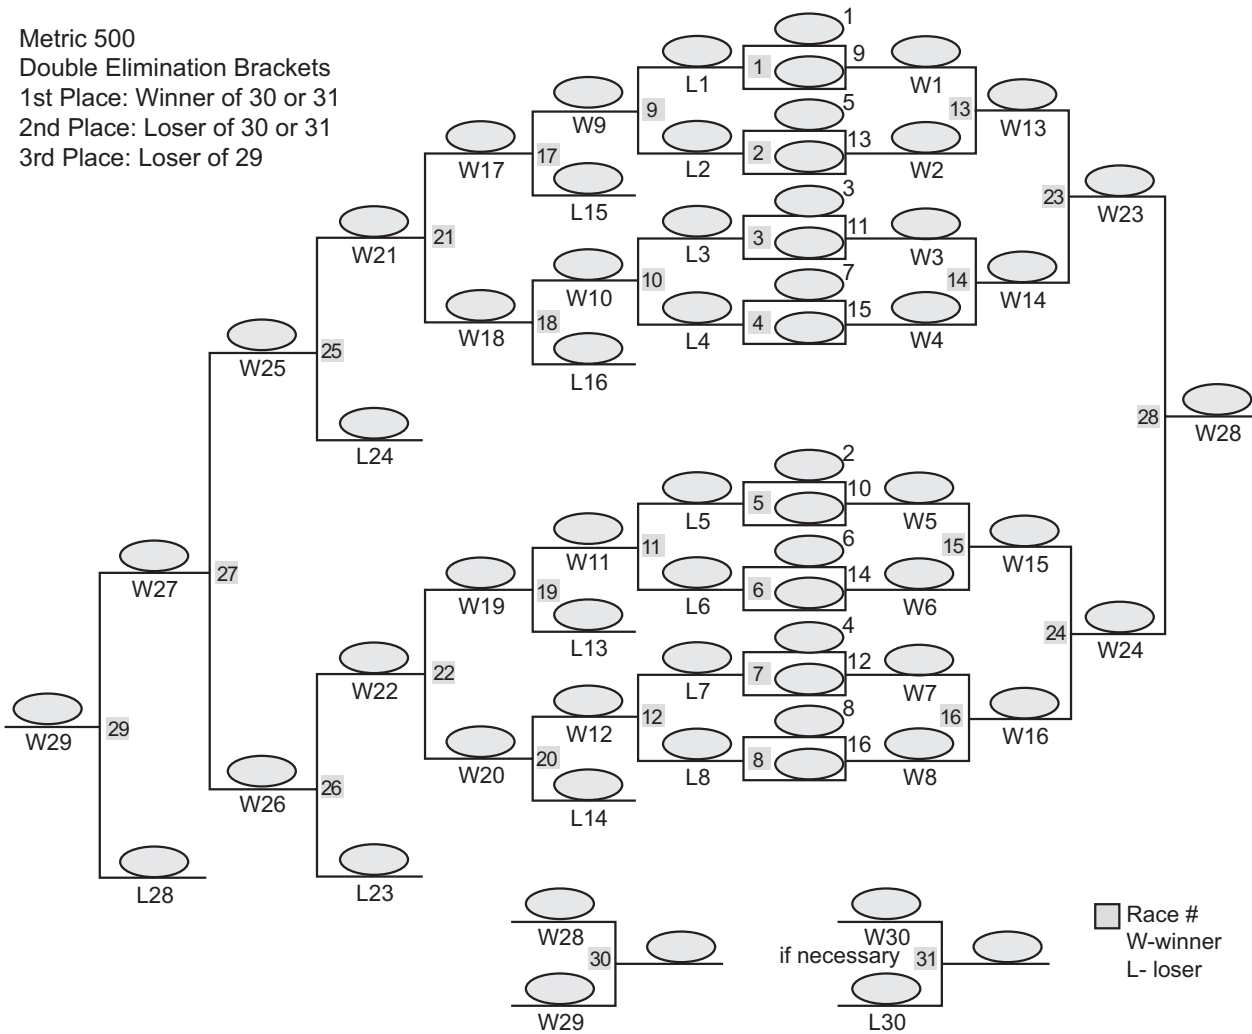 Metric 500
Double Elimination Brackets
1st Place: Winner of 30 or 31
2nd Place: Loser of 30 or 31
3rd Place: Loser of 29
1
1 9
L1 W1
9 13
W9 W13
5
2 13
L2 W2
W17 17
L15
3
3 11
L3 W3
23 W23
21
W21
10 14
W10 W14
7
4 15
L4 W4
W18 18
L16
25
W25
L24
28 W28
2
5 10
L5 W5
11 15
W11 W15
6
6 14
L6 W6
W19 19
L13
27
W27
4
7 12
L7 W7
24 W24
22
W22
12 16
W12 W16
8
8 16
L8 W8
29
W29
W20 20
L14
26
W26
L28
L23
W28
30
W29
W30
if necessary 31
L30
Race #
W-winner
L- loser